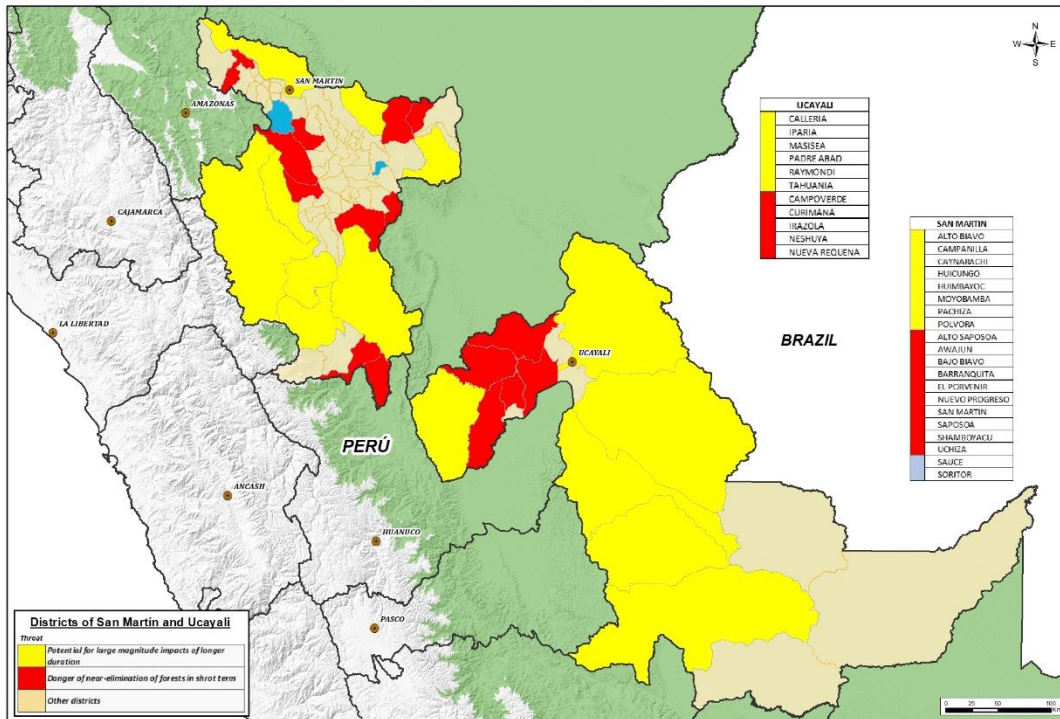 N
W E
S
SAN MARTIN
AMAZONAS
CAJAMARCA
LA LIBERTAD
ANCASH
HUANUCO
PASCO
UCAYALI
PERÚ
BRAZIL
UCAYALI
CALLERIA
IPARIA
MASISEA
PADRE ABAD
RAYMONDI
TAHUANIA
CAMPOVERDE
CURIMANA
IRAZOLA
NESHUYA
NUEVA REQUENA
SAN MARTIN
ALTO BIAVO
CAMPANILLA
CAYNARACHI
HUICUNGO
HUIMBAYOC
MOYOBAMBA
PACHIZA
POLVORA
ALTO SAPOSOA
AWAJUN
BAJO BIAVO
BARRANQUITA
EL PORVENIR
NUEVO PROGRESO
SAN MARTIN
SAPOSOA
SHAMBOYACU
UCHIZA
SAUCE
SORITOR
Districts of San Martín and Ucayali
Threat
Potential for large magnitude impacts of longer
duration
Danger of near-elimination of forests in shrot term
Other districts
0 25 50 100
Km